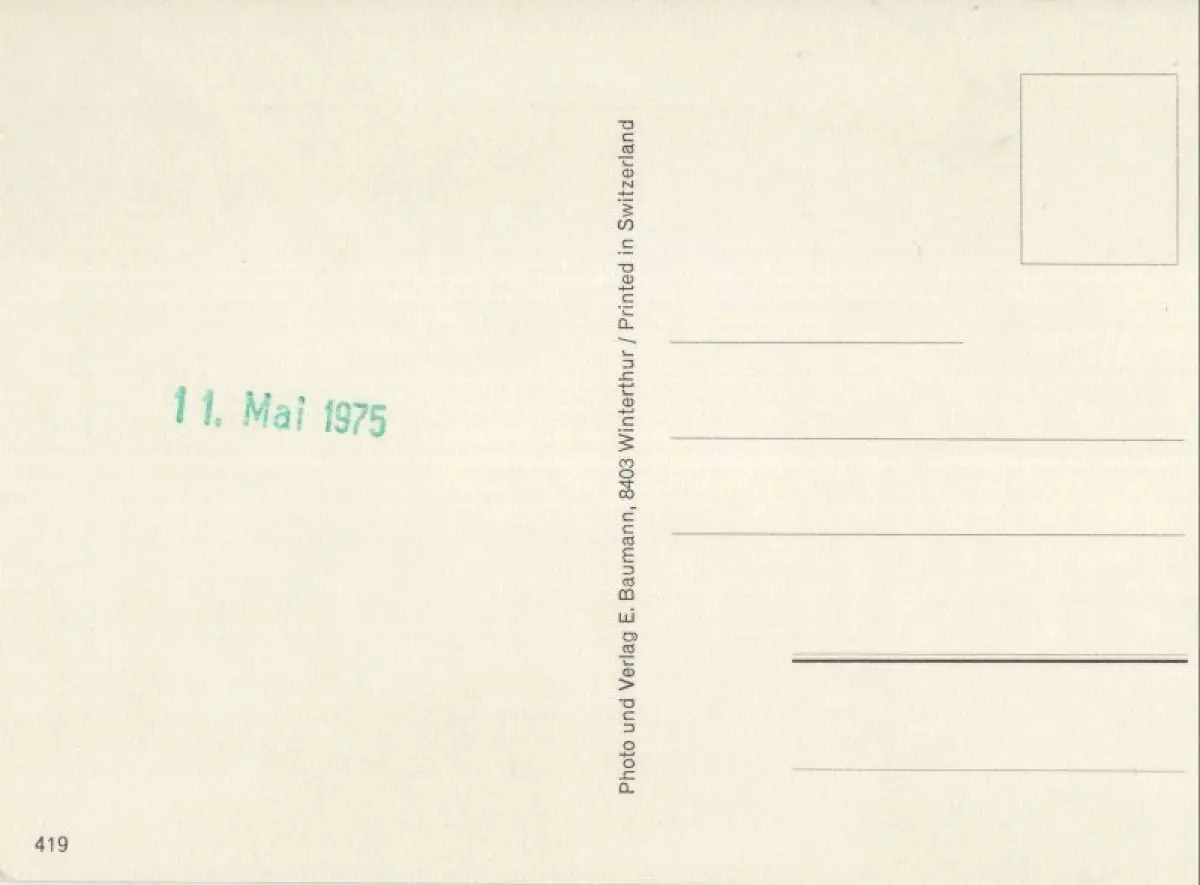 11. Mai 1975
Photo und Verlag E. Baumann, 8403 Winterthur / Printed in Switzerland
419